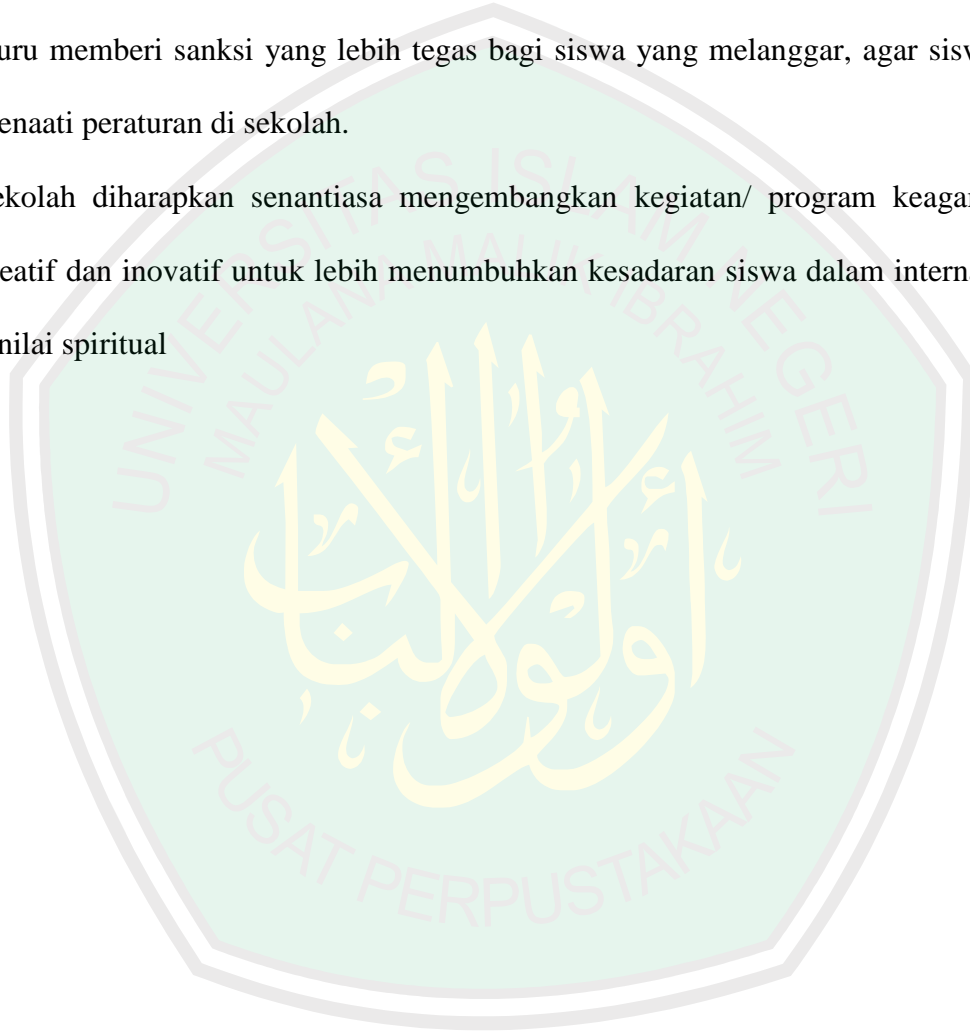 uru memberi sanksi yang lebih tegas bagi siswa yang melanggar, agar sisw
enaati peraturan di sekolah.
ekolah diharapkan senantiasa mengembangkan kegiatan/ program keagar
eatif dan inovatif untuk lebih menumbuhkan kesadaran siswa dalam interna
nilai spiritual
UNIVERSITAS ISLAM NEGERI
MAULANA MALIK IBRAHIM
أولوا الألباب
PUSAT PERPUSTAKAAN